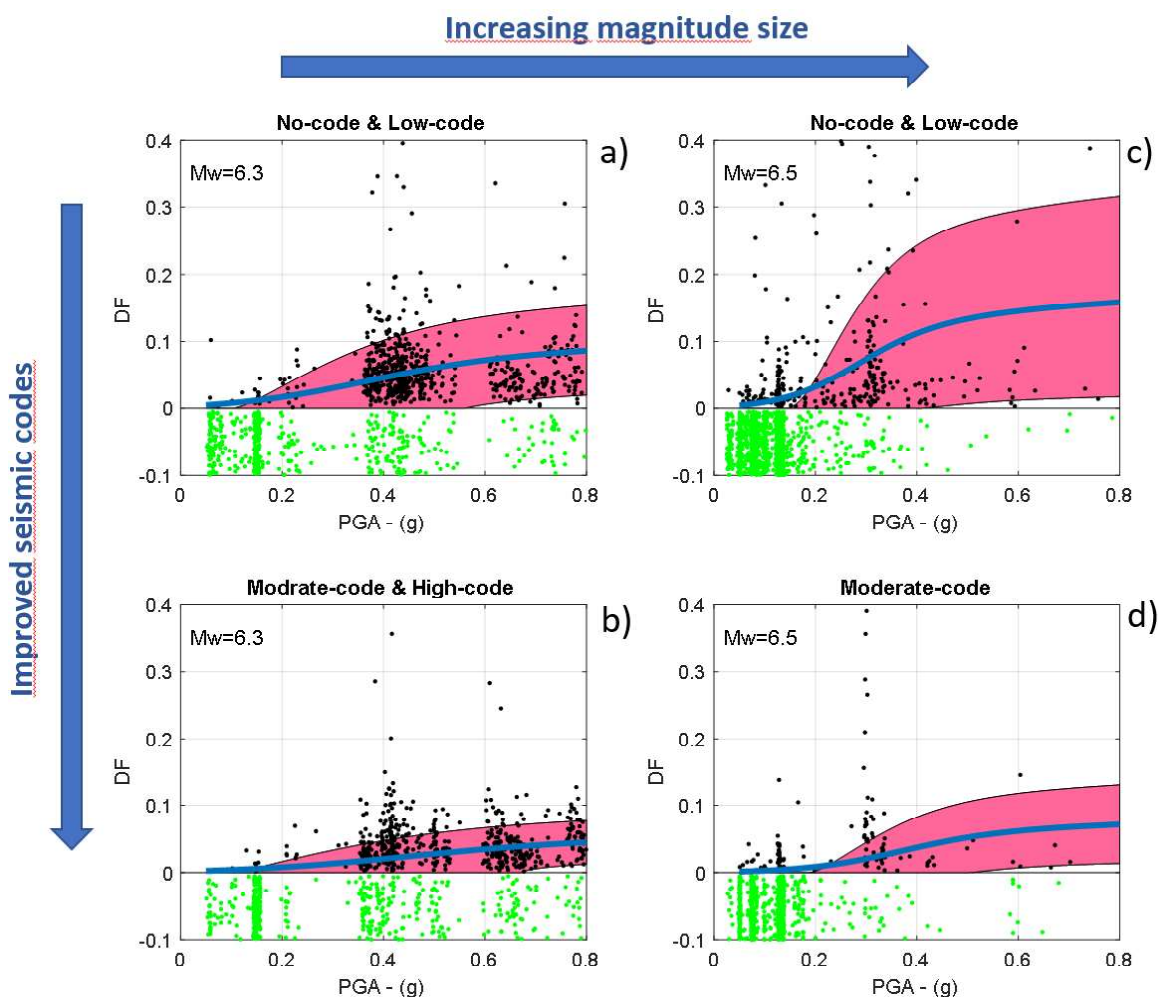 Increasing magnitude size
Improved seismic codes
No-code & Low-code
a)
Mw=6.3
DF
0.4
0.3
0.2
0.1
0
-0.1
0 0.2 0.4 0.6 0.8
PGA - (g)
No-code & Low-code
c)
Mw=6.5
DF
0.4
0.3
0.2
0.1
0
-0.1
0 0.2 0.4 0.6 0.8
PGA - (g)
Modrate-code & High-code
b)
Mw=6.3
DF
0.4
0.3
0.2
0.1
0
-0.1
0 0.2 0.4 0.6 0.8
PGA - (g)
Moderate-code
d)
Mw=6.5
DF
0.4
0.3
0.2
0.1
0
-0.1
0 0.2 0.4 0.6 0.8
PGA - (g)